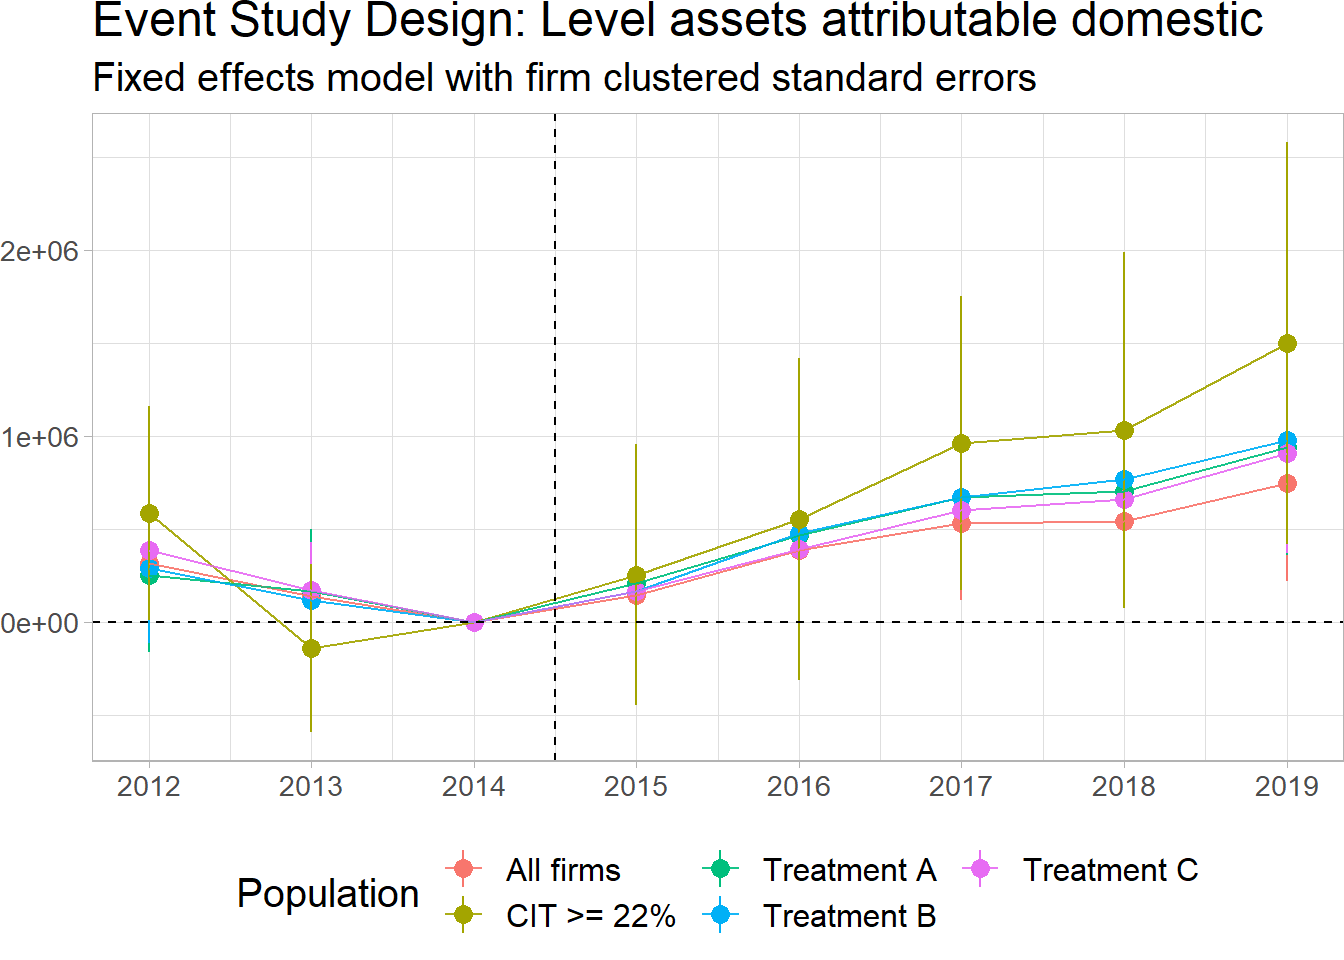 Event Study Design: Level assets attributable domestic
Fixed effects model with firm clustered standard errors
2e+06
1e+06
0e+00
2012 2013 2014 2015 2016 2017 2018 2019
Population
All firms Treatment A Treatment C
CIT >= 22% Treatment B